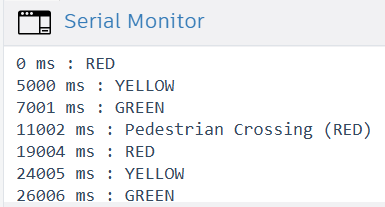 Serial Monitor
0 ms : RED
5000 ms : YELLOW
7001 ms : GREEN
11002 ms : Pedestrian Crossing (RED)
19004 ms : RED
24005 ms : YELLOW
26006 ms : GREEN